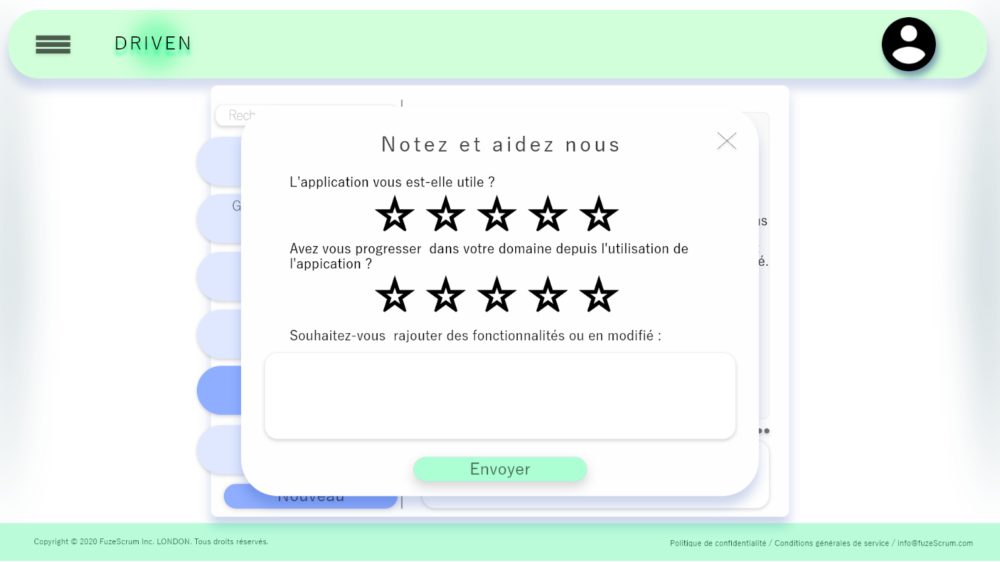 DRIVEN
Notez et aidez nous
L'application vous est-elle utile ?
Avez vous progresser  dans votre domaine depuis l'utilisation de
l'appication ?
Souhaitez-vous  rajouter des fonctionnalités ou en modifié :
Envoyer
Nouveau
Copyright © 2020 FuzeScrum Inc. LONDON. Tous droits réservés.
Politique de confidentialité / Conditions générales de service / info@fuzeScrum.com